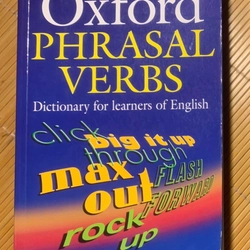 Oxford
PHRASAL
VERBS
Dictionary for learners of English
click
big it up
through
max
FLASH
out
FORWARD
rock
up